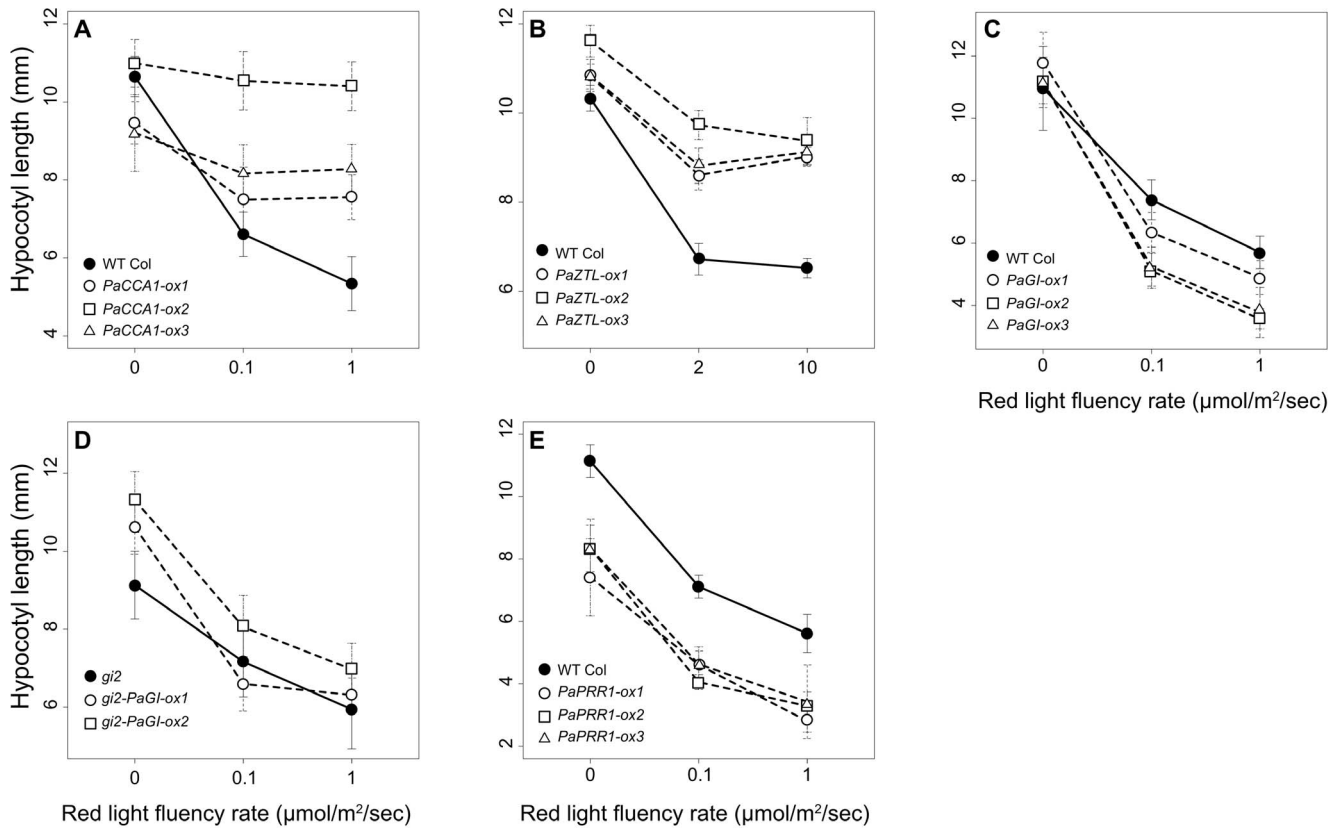 A
Hypocotyl length (mm)
12
10
8
6
4
WT Col
PaCCA1-ox1
PaCCA1-ox2
PaCCA1-ox3
0
0.1
1
B
12
10
8
6
WT Col
PaZTL-ox1
PaZTL-ox2
PaZTL-ox3
0
2
10
C
12
10
8
6
4
WT Col
PaGI-ox1
PaGI-ox2
PaGI-ox3
0
0.1
1
Red light fluency rate (µmol/m²/sec)
D
Hypocotyl length (mm)
12
10
8
6
gi2
gi2-PaGI-ox1
gi2-PaGI-ox2
0
0.1
1
Red light fluency rate (µmol/m²/sec)
E
12
10
8
6
4
2
WT Col
PaPRR1-ox1
PaPRR1-ox2
PaPRR1-ox3
0
0.1
1
Red light fluency rate (µmol/m²/sec)